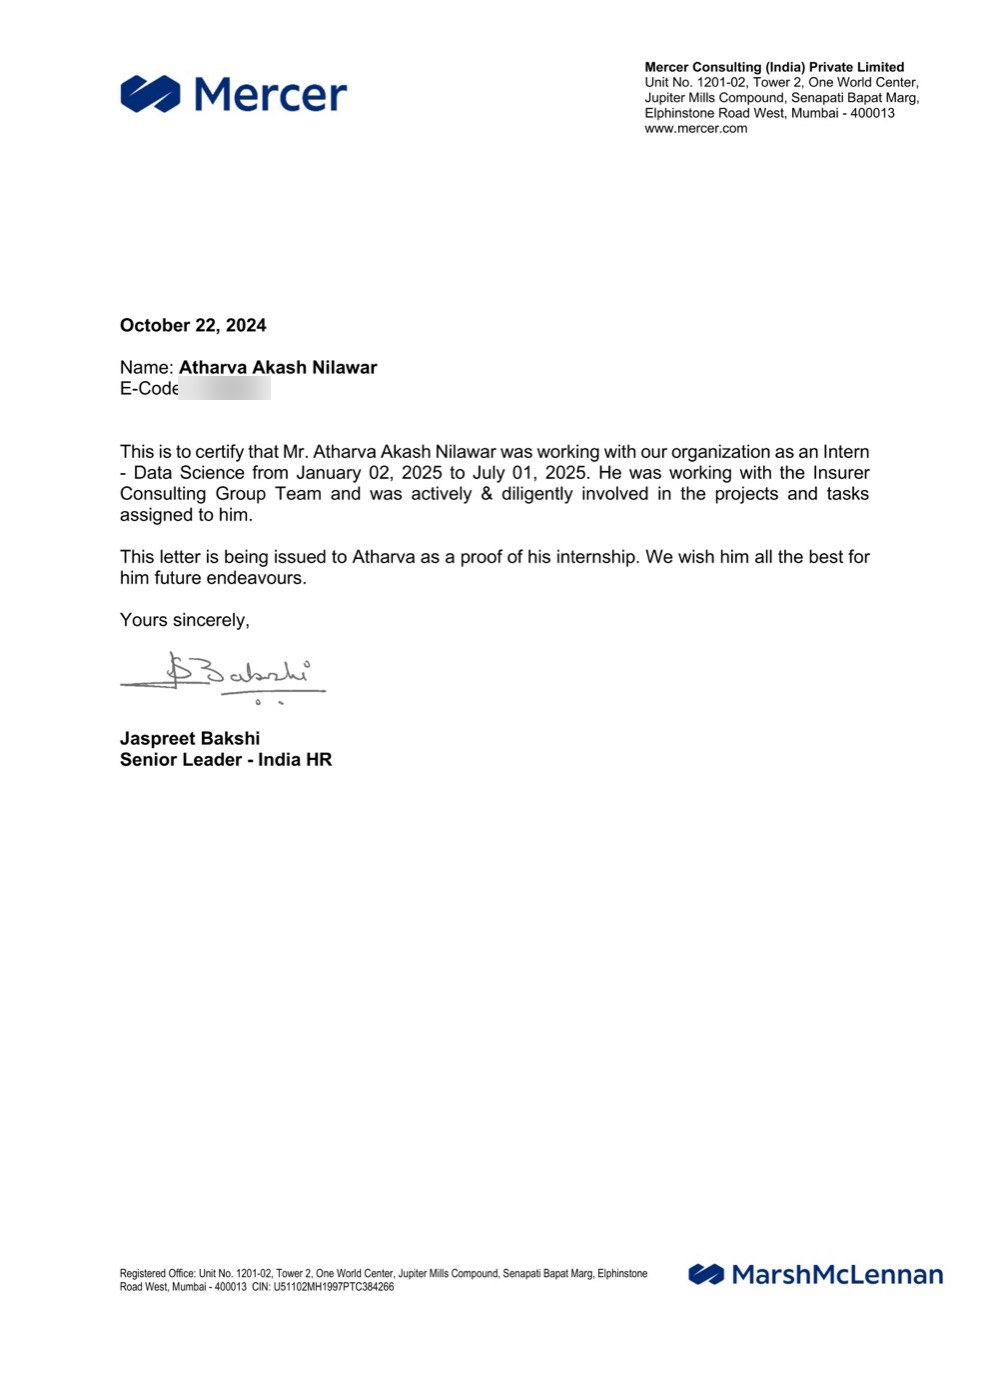 Mercer
Mercer Consulting (India) Private Limited
Unit No. 1201-02, Tower 2, One World Center,
Jupiter Mills Compound, Senapati Bapat Marg,
Elphinstone Road West, Mumbai - 400013
www.mercer.com
October 22, 2024
Name: Atharva Akash Nilawar
E-Code
This is to certify that Mr. Atharva Akash Nilawar was working with our organization as an Intern
- Data Science from January 02, 2025 to July 01, 2025. He was working with the Insurer
Consulting Group Team and was actively & diligently involved in the projects and tasks
assigned to him.
This letter is being issued to Atharva as a proof of his internship. We wish him all the best for
him future endeavours.
Yours sincerely,
Bakshi
Jaspreet Bakshi
Senior Leader - India HR
Registered Office: Unit No. 1201-02, Tower 2, One World Center, Jupiter Mills Compound, Senapati Bapat Marg, Elphinstone
Road West, Mumbai - 400013 CIN: U51102MH1997PTC384266
MarshMcLennan